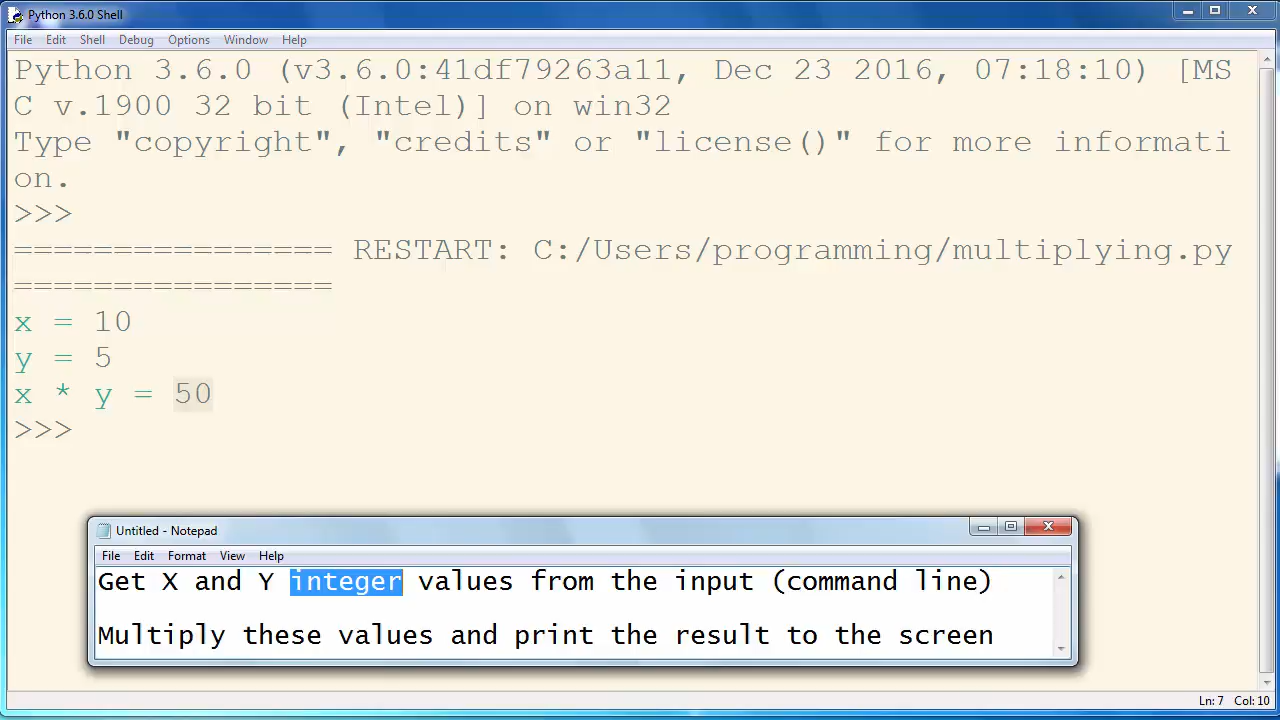 Python 3.6.0 Shell
File Edit Shell Debug Options Window Help
Python 3.6.0 (v3.6.0:41df79263a11, Dec 23 2016, 07:18:10) [MS
C v.1900 32 bit (Intel)] on win32
Type "copyright", "credits" or "license()" for more informati
on.
>>>
================ RESTART: C:/Users/programming/multiplying.py
================
x = 10
y = 5
x * y = 50
>>>
Untitled - Notepad
File Edit Format View Help
Get X and Y integer values from the input (command line)
Multiply these values and print the result to the screen
Ln: 7 Col: 10